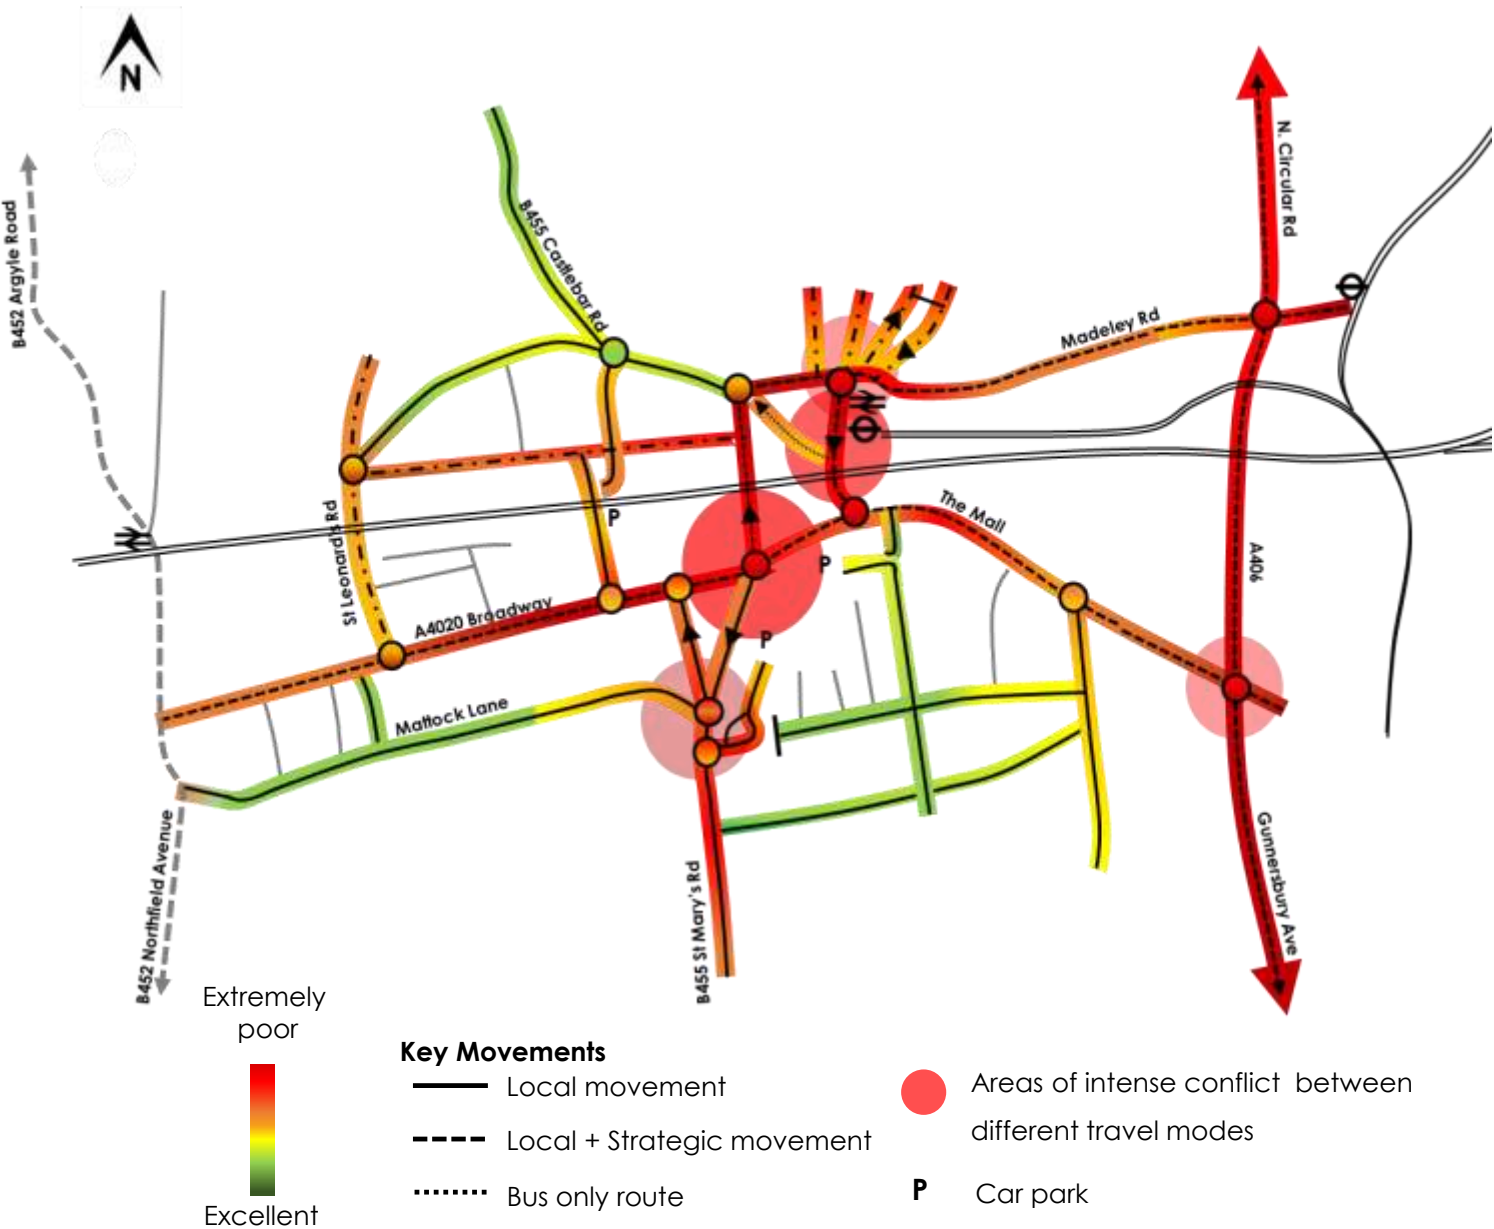 N
N. Circular Rd
B452 Argyle Road
B455 Castlebar Rd
Madeley Rd
The Mall
P
St Leonard's Rd
A406
P
A4020 Broadway
P
Mattock Lane
B452 Northfield Avenue
B455 St Mary's Rd
Gunnersbury Ave
Extremely
poor
Excellent
Key Movements
Local movement
Local + Strategic movement
Bus only route
Areas of intense conflict between
different travel modes
P Car park